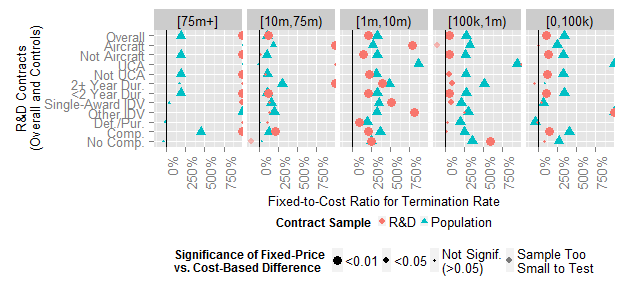 [75m+] [10m,75m) [1m,10m) [100k,1m) [0,100k)
R&D Contracts
(Overall and Controls)
Overall
Aircraft
Not Aircraft
UCA
Not UCA
2+ Year Dur.
<2 Year Dur.
Single-Award IDV
Other IDV
Def./Pur.
Comp.
No Comp.
0% 250% 500% 750% 0% 250% 500% 750% 0% 250% 500% 750% 0% 250% 500% 750% 0% 250% 500% 750%
Fixed-to-Cost Ratio for Termination Rate
Contract Sample R&D Population
Significance of Fixed-Price
vs. Cost-Based Difference
<0.01 <0.05
Not Signif.
(>0.05)
Sample Too
Small to Test